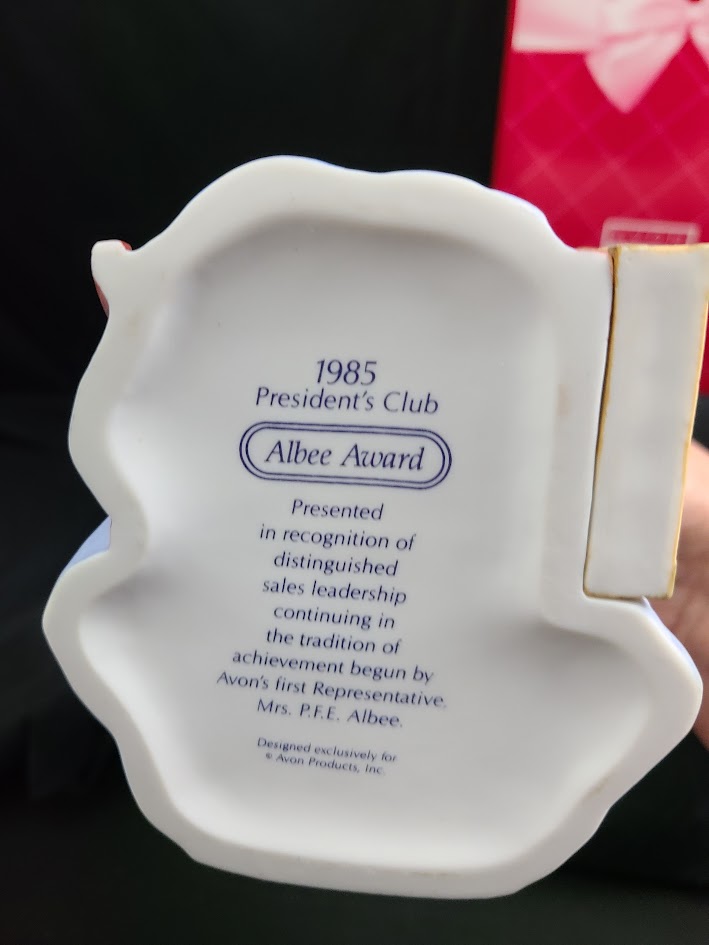 1985
President's Club
Albee Award
Presented
in recognition of
distinguished
sales leadership
continuing in
the tradition of
achievement begun by
Avon's first Representative,
Mrs. P.F.E. Albee.
Designed exclusively for
© Avon Products, Inc.